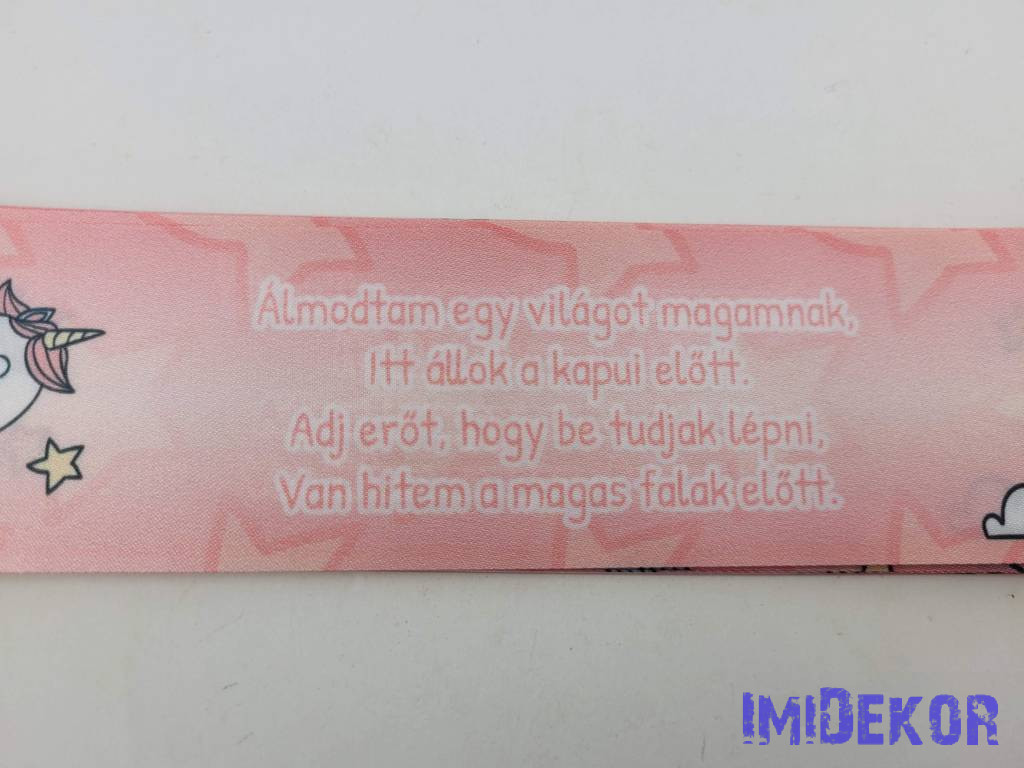 Álmodtam egy világot magamnak,
Itt állok a kapui előtt.
Adj erőt, hogy be tudjak lépni,
Van hitem a magas falak előtt.
IMIDEKOR